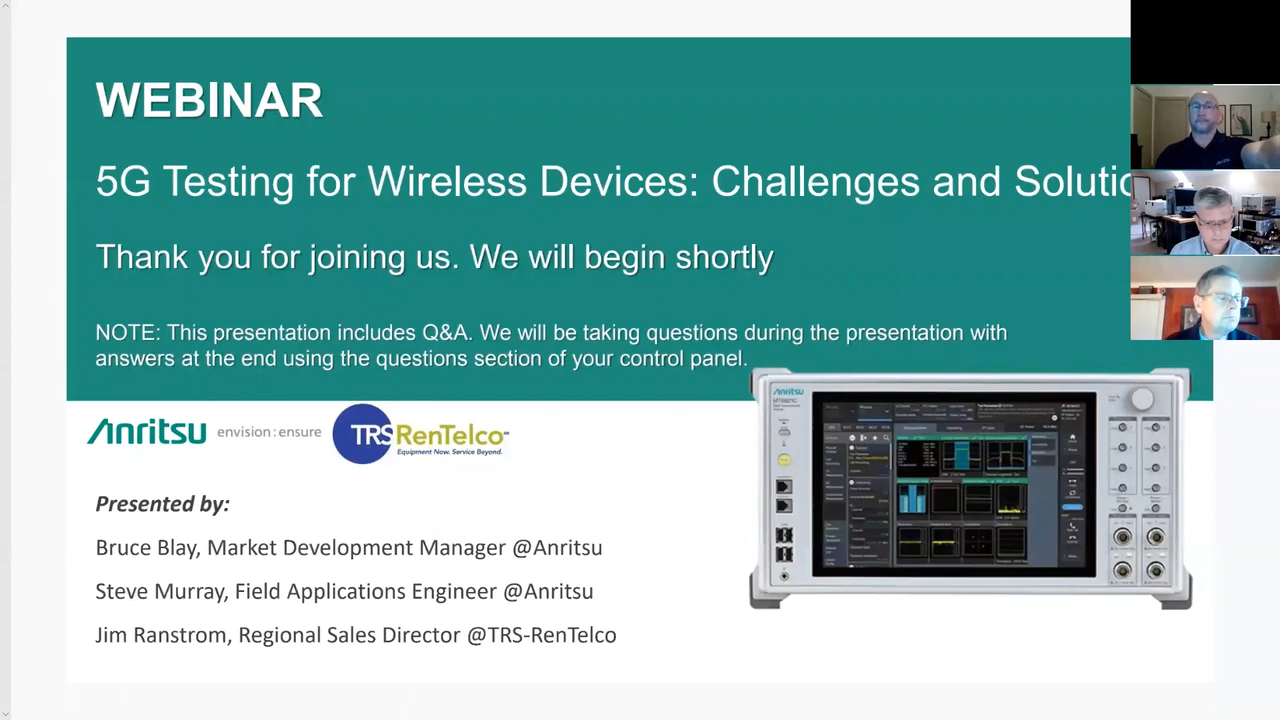 WEBINAR
5G Testing for Wireless Devices: Challenges and Solutio
Thank you for joining us. We will begin shortly
NOTE: This presentation includes Q&A. We will be taking questions during the presentation with
answers at the end using the questions section of your control panel.
Anritsu envision : ensure
TRS RenTelco
Equipment Now. Service Beyond.
Presented by:
Bruce Blay, Market Development Manager @Anritsu
Steve Murray, Field Applications Engineer @Anritsu
Jim Ranstrom, Regional Sales Director @TRS-RenTelco
Anritsu